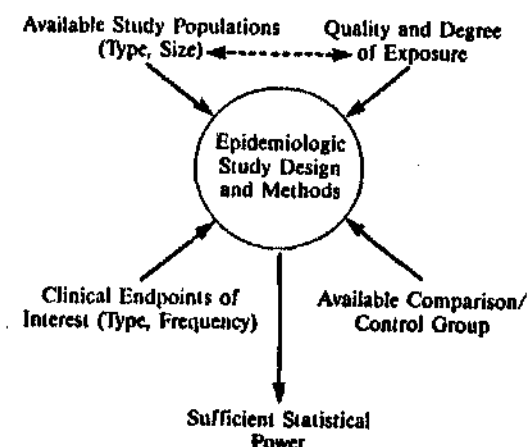 Available Study Populations
(Type, Size)
Quality and Degree
of Exposure
Epidemiologic
Study Design
and Methods
Clinical Endpoints of
Interest (Type, Frequency)
Available Comparison/
Control Group
Sufficient Statistical
Power